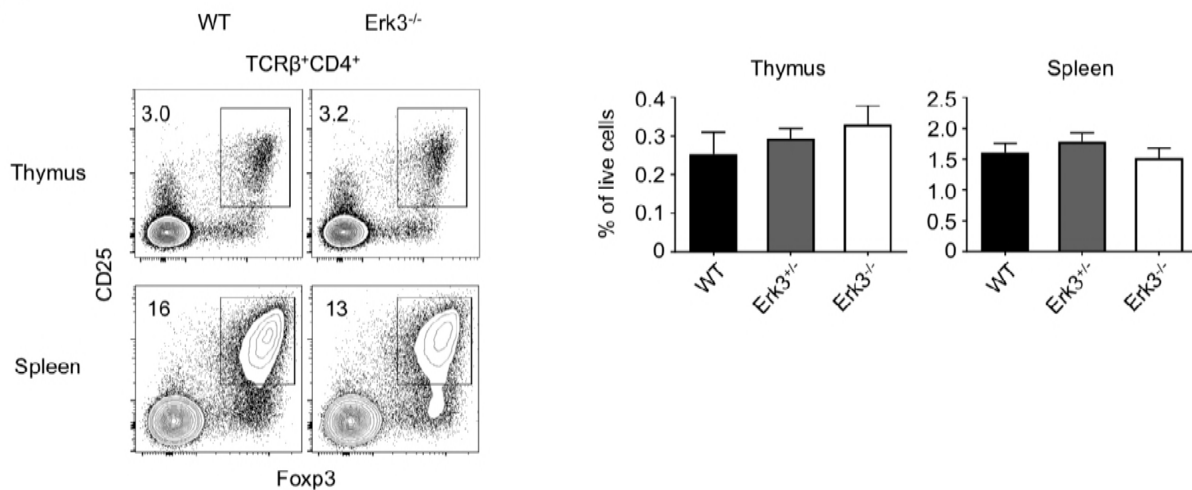 WT Erk3-/-
TCRβ+CD4+
Thymus
3.0
3.2
CD25
Spleen
16
13
Foxp3
Thymus
% of live cells
0.4
0.3
0.2
0.1
0
WT
Erk3+/-
Erk3-/-
Spleen
2.5
2.0
1.5
1.0
0.5
0
WT
Erk3+/-
Erk3-/-